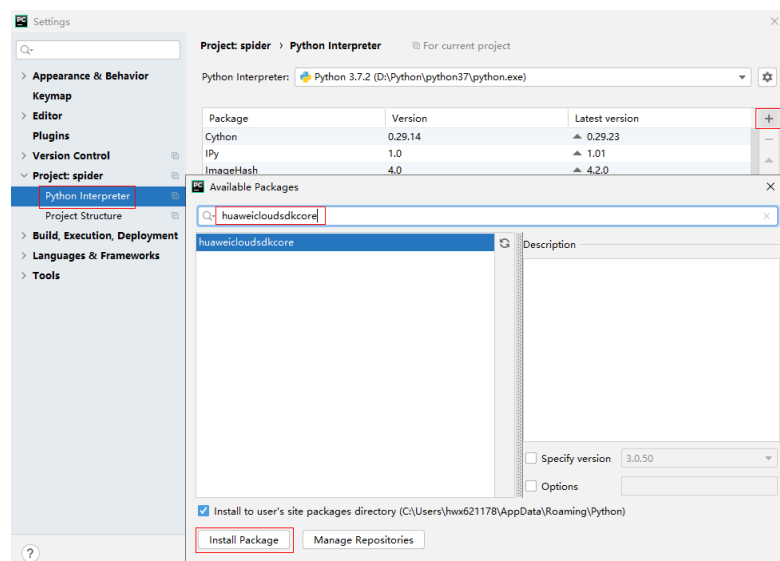 PC Settings
Project: spider › Python Interpreter For current project
Python Interpreter: Python 3.7.2 (D:\Python\python37\python.exe)
> Appearance & Behavior
Keymap
> Editor
Plugins
> Version Control
Project: spider
Python Interpreter
Project Structure
> Build, Execution, Deployment
> Languages & Frameworks
> Tools
?
Package Version Latest version +
Cython 0.29.14 0.29.23 −
IPy 1.0 1.01
ImageHash 4.0 4.2.0
PC Available Packages
huaweicloudsdkcore
huaweicloudsdkcore
Description
Specify version 3.0.50
Options
Install to user's site packages directory (C:\Users\hwx621178\AppData\Roaming\Python)
Install Package Manage Repositories